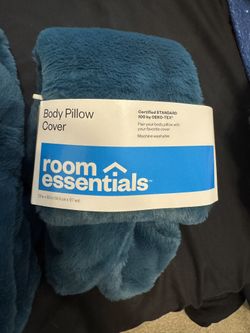 Body Pillow
Cover
Certified STANDARD
100 by OEKO-TEX®
Pair your body pillow with
your favorite cover
Machine washable
room
essentials™